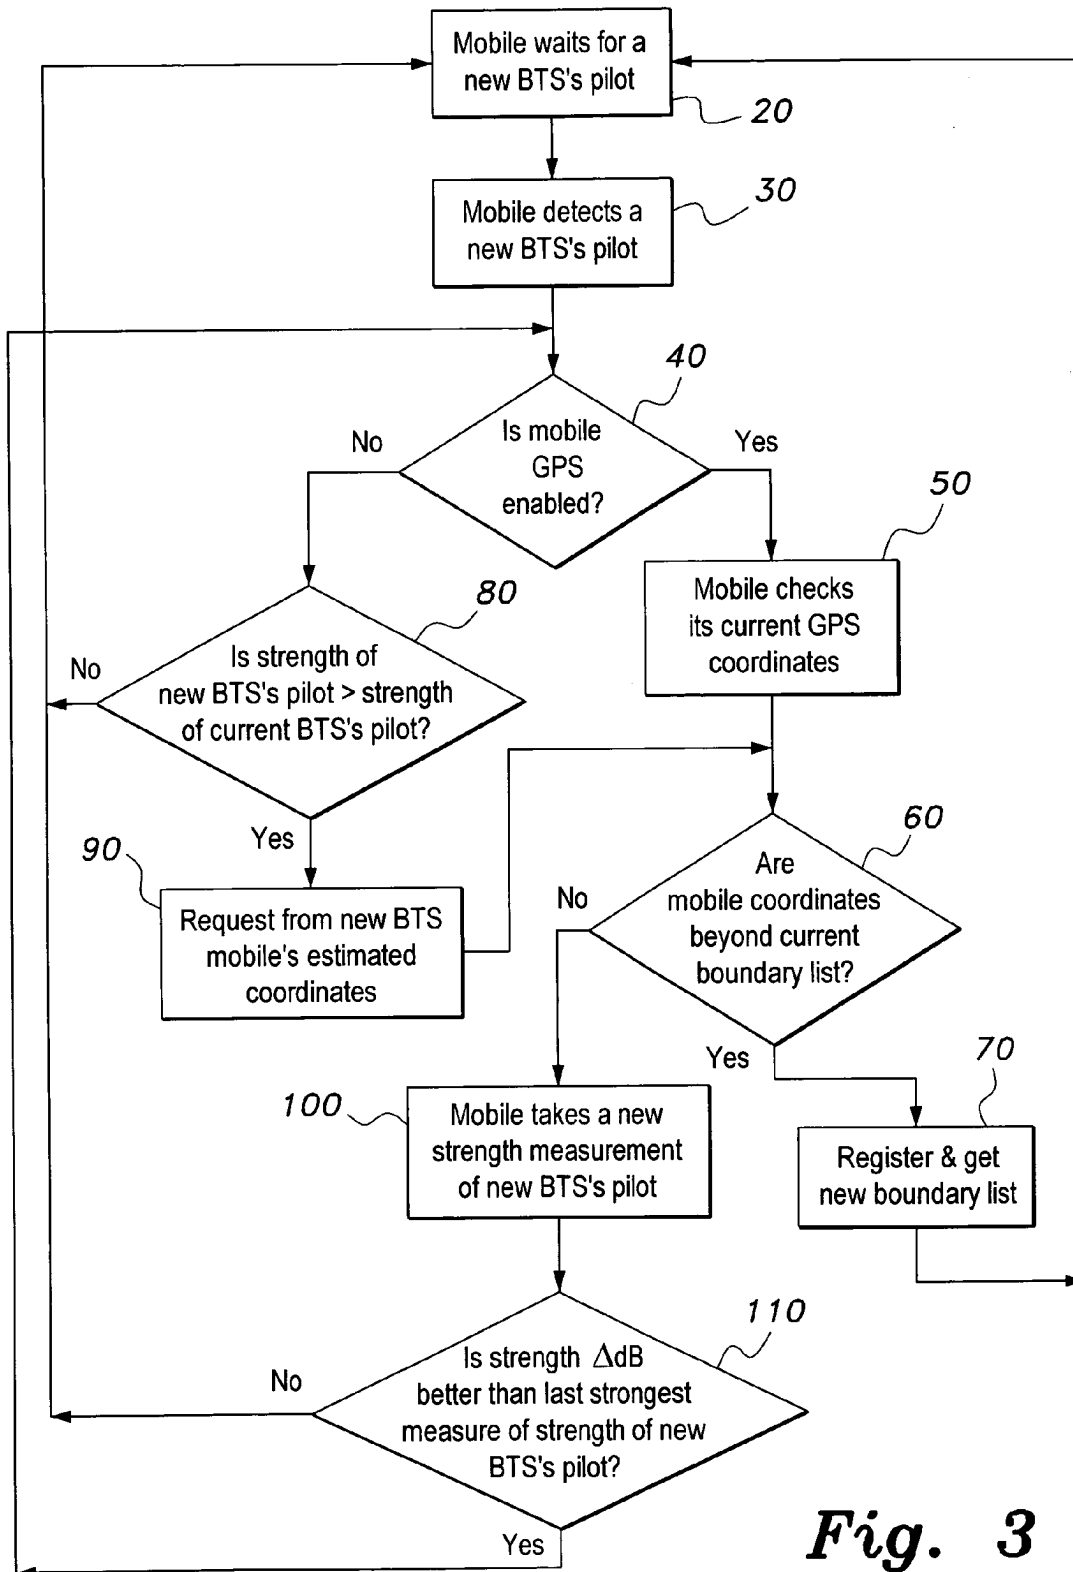 Mobile waits for a
new BTS's pilot
20
Mobile detects a
new BTS's pilot
30
40
Is mobile
GPS
enabled?
No
Yes
50
Mobile checks
its current GPS
coordinates
80
Is strength of
new BTS's pilot > strength
of current BTS's pilot?
No
Yes
90
Request from new BTS
mobile's estimated
coordinates
60
Are
mobile coordinates
beyond current
boundary list?
No
Yes
70
Register & get
new boundary list
100
Mobile takes a new
strength measurement
of new BTS's pilot
110
Is strength ΔdB
better than last strongest
measure of strength of new
BTS's pilot?
No
Yes
Fig. 3